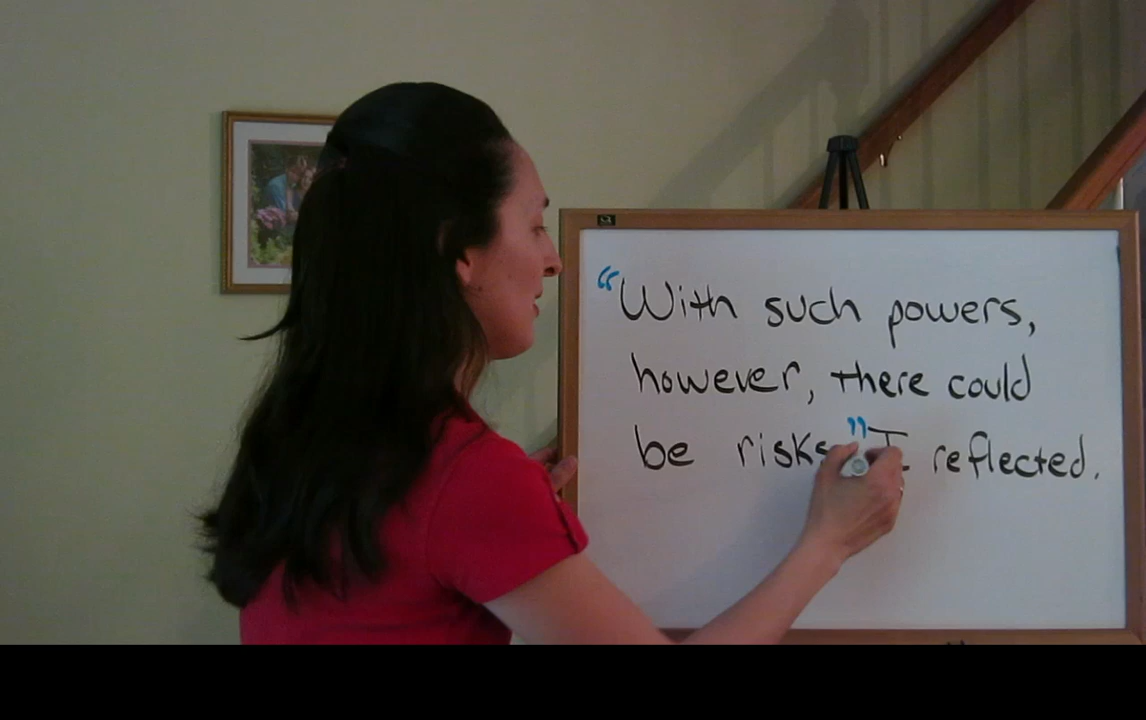 “With such powers,
however, there could
be risks” I reflected.